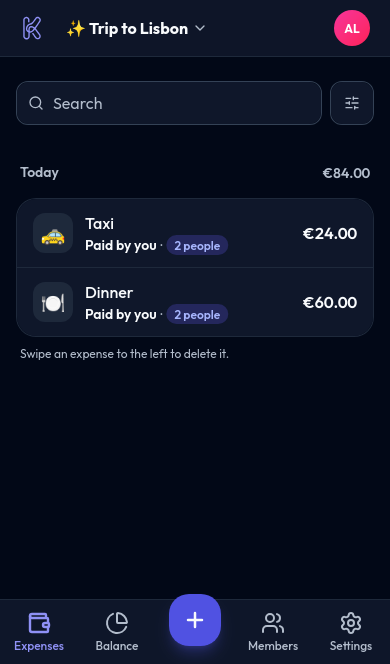 ✨ Trip to Lisbon
AL
Search
Today €84.00
Taxi
Paid by you · 2 people
€24.00
Dinner
Paid by you · 2 people
€60.00
Swipe an expense to the left to delete it.
Expenses Balance + Members Settings